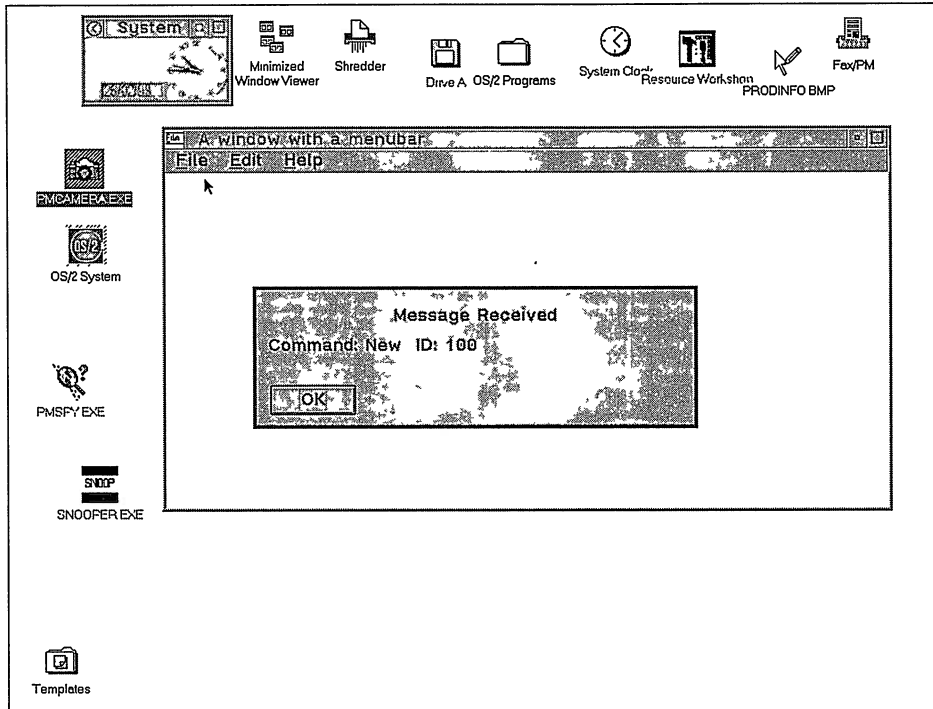 System
Minimized
Window Viewer
Shredder
Drive A
OS/2 Programs
System Clock
Resource Workshop
PRODINFO BMP
Fax/PM
A window with a menubar
File Edit Help
PMCAMERA.EXE
OS/2
OS/2 System
Message Received
Command: New ID: 100
OK
PMSPY EXE
SNOOP
SNOOPER EXE
Templates